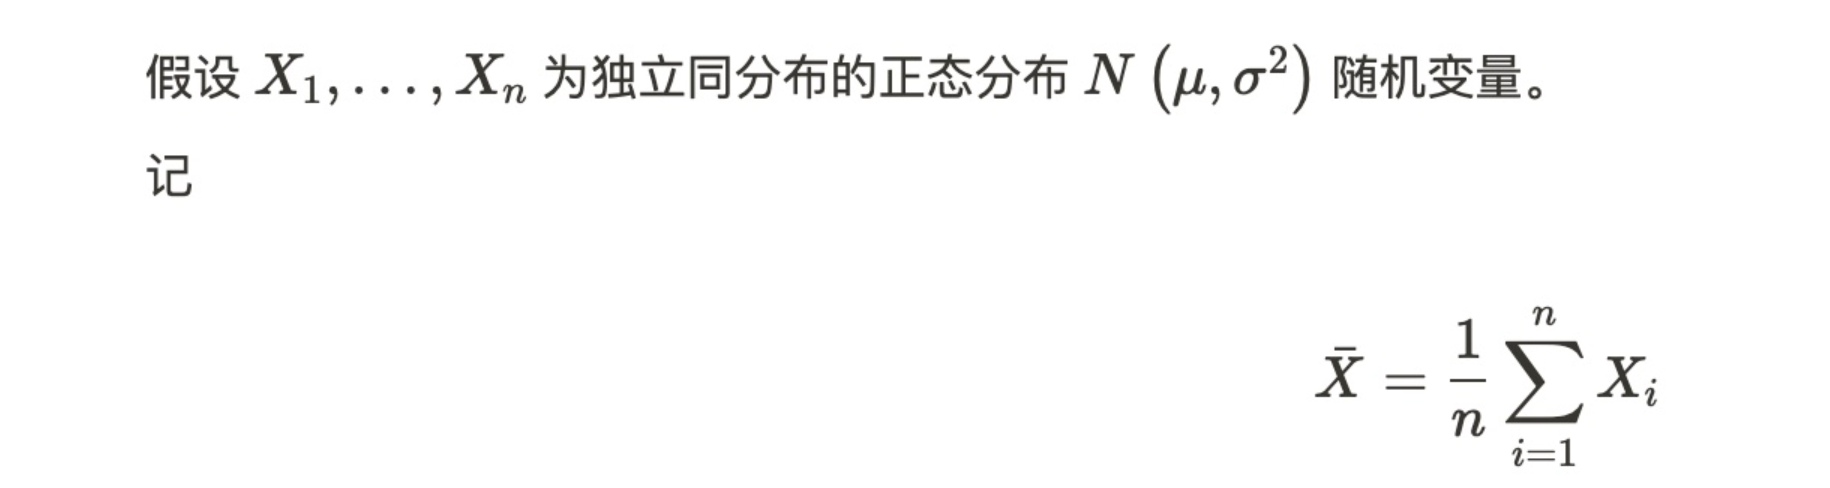 假设 $X_1, \ldots, X_n$ 为独立同分布的正态分布 $N\left(\mu, \sigma^2\right)$ 随机变量。
记
$\bar{X} = \frac{1}{n} \sum_{i=1}^{n} X_i$